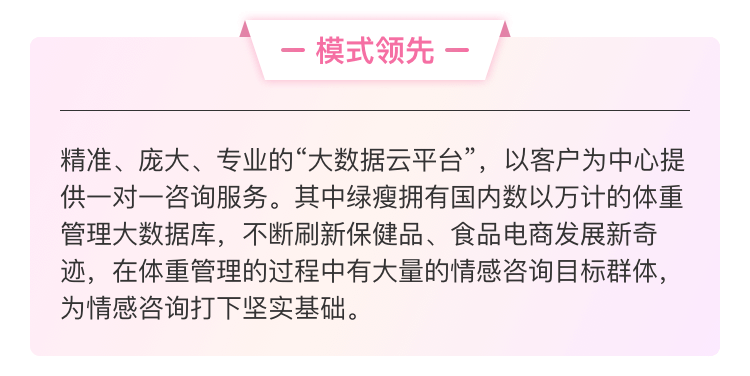 模式领先
精准、庞大、专业的“大数据云平台”，以客户为中心提
供一对一咨询服务。其中绿瘦拥有国内数以万计的体重
管理大数据库，不断刷新保健品、食品电商发展新奇
迹，在体重管理的过程中有大量的情感咨询目标群体，
为情感咨询打下坚实基础。